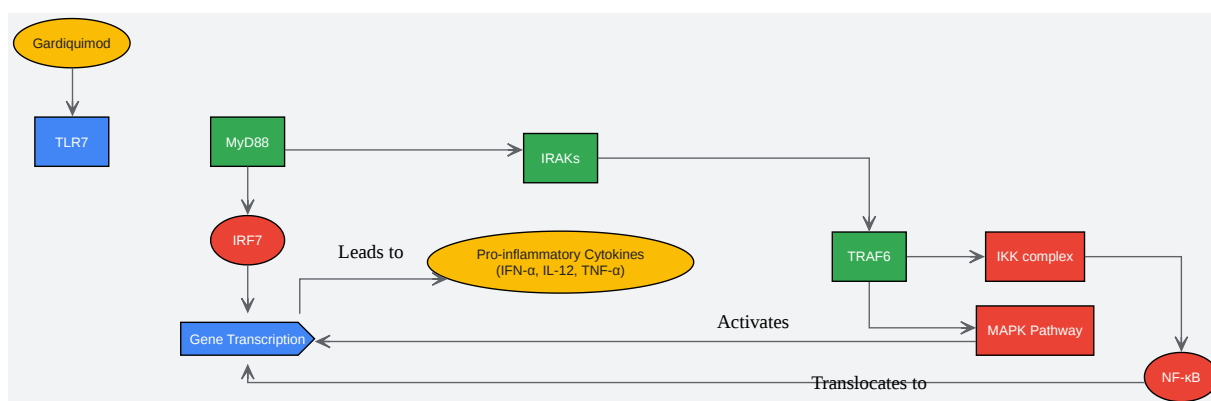 Gardiquimod
TLR7
MyD88
IRAKs
IRF7
Leads to
Pro-inflammatory Cytokines
(IFN-α, IL-12, TNF-α)
TRAF6
IKK complex
Gene Transcription
Activates
MAPK Pathway
Translocates to
NF-κB